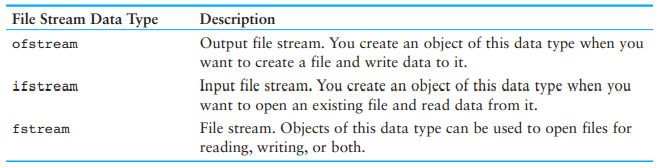 File Stream Data Type Description
ofstream Output file stream. You create an object of this data type when you
want to create a file and write data to it.
ifstream Input file stream. You create an object of this data type when you
want to open an existing file and read data from it.
fstream File stream. Objects of this data type can be used to open files for
reading, writing, or both.